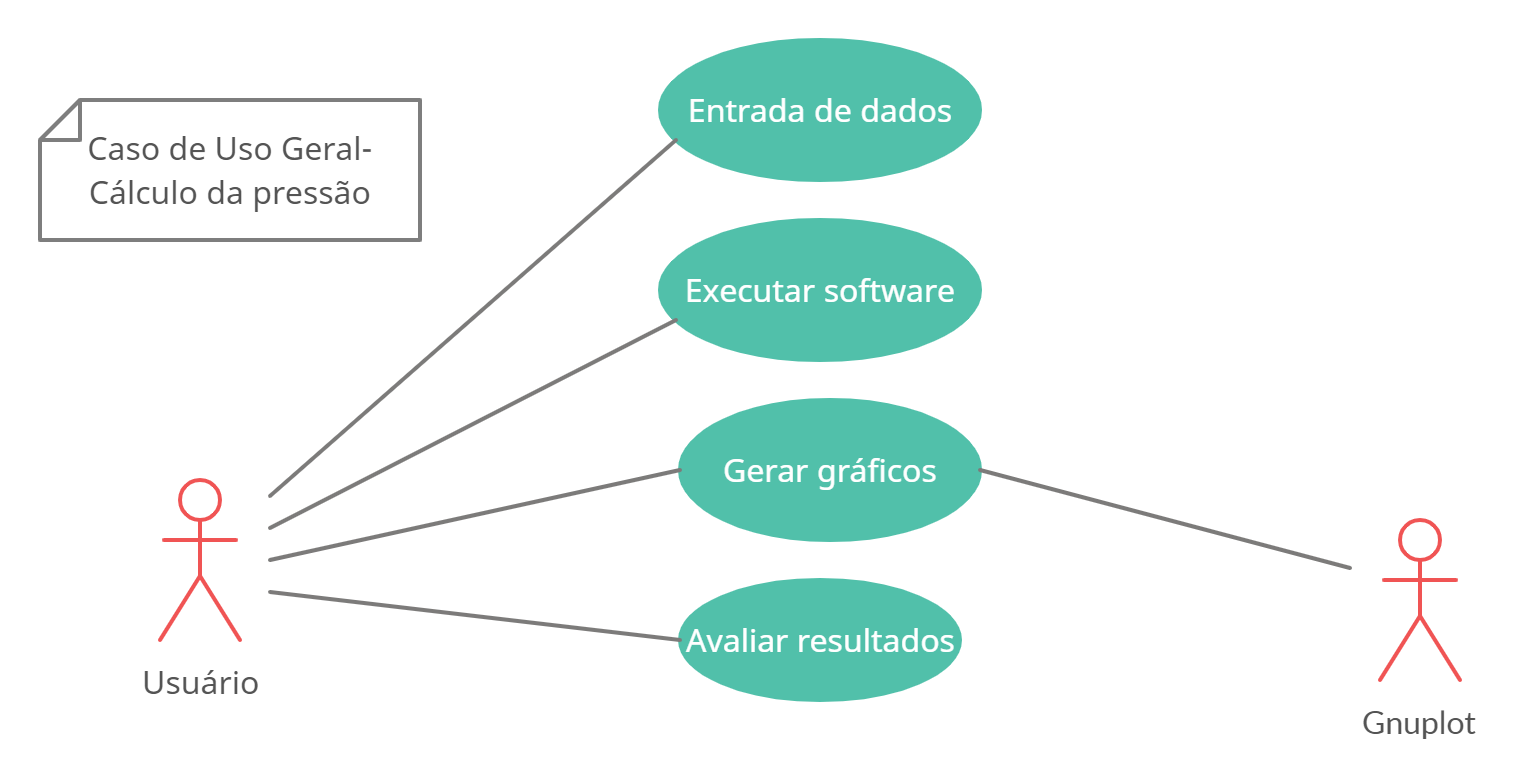 Caso de Uso Geral-
Cálculo da pressão
Entrada de dados
Executar software
Gerar gráficos
Avaliar resultados
Usuário
Gnuplot